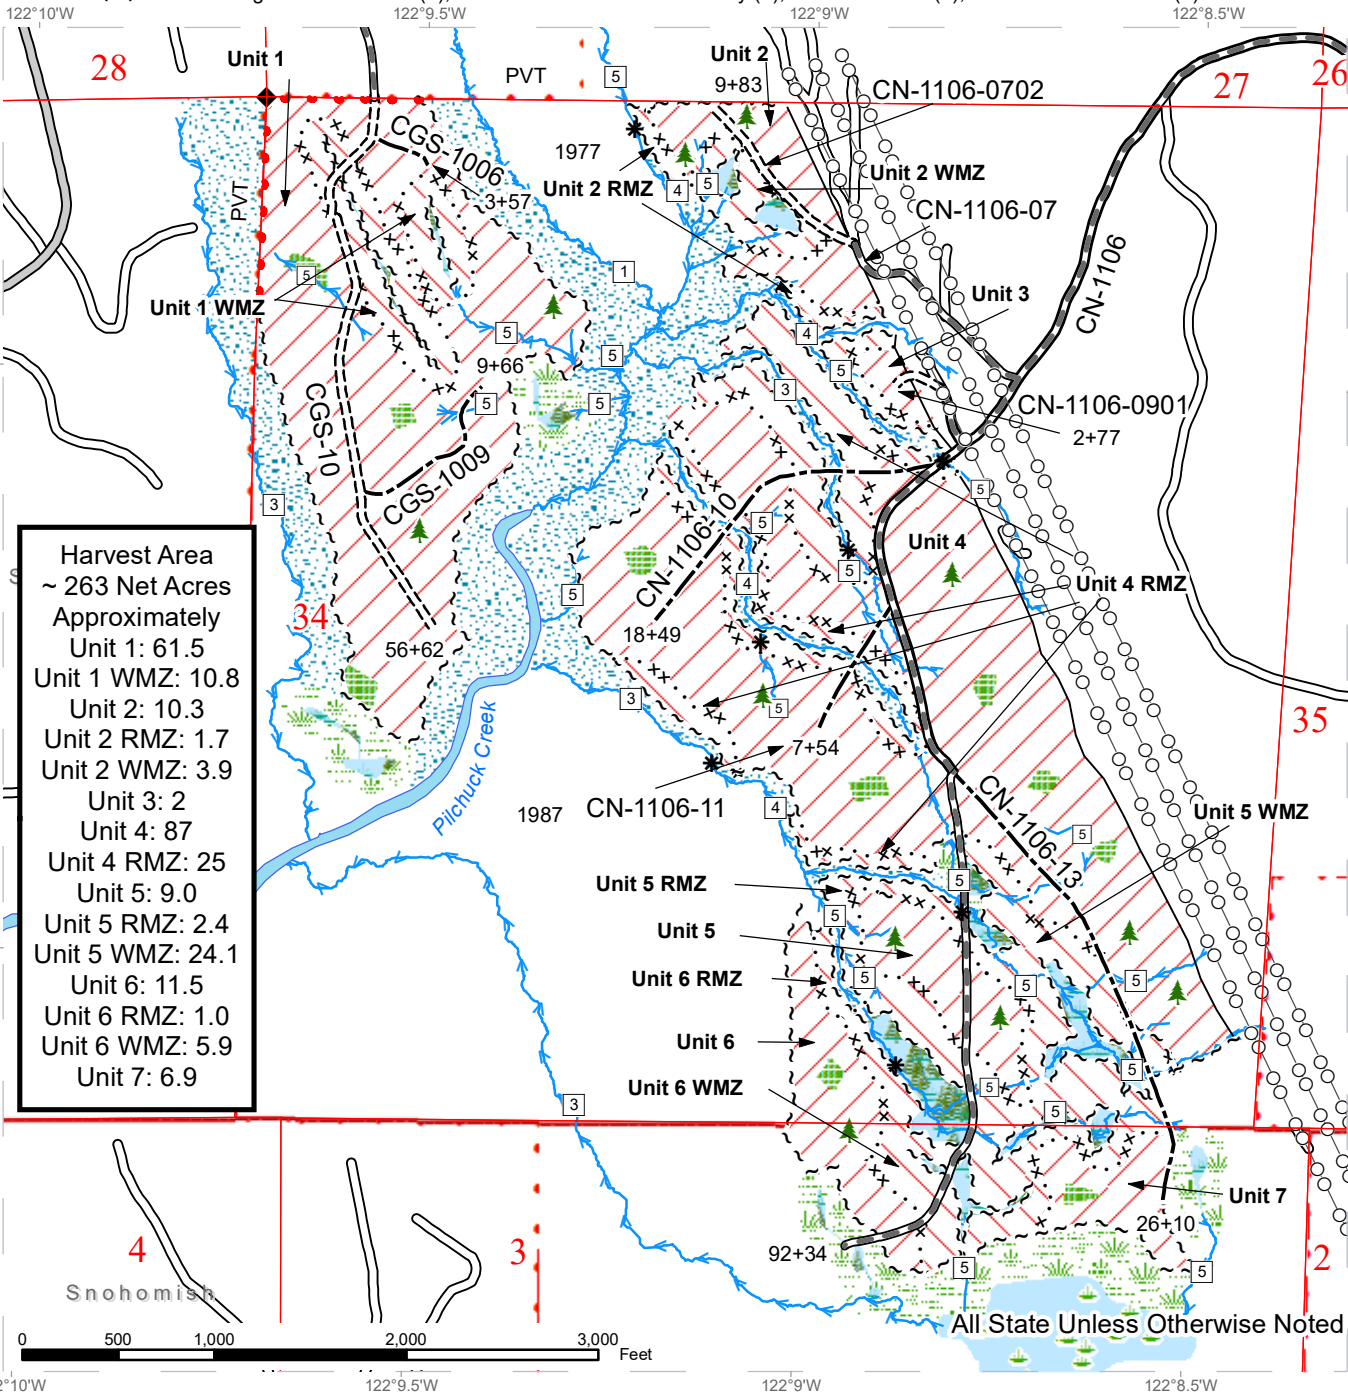 122°10'W 122°9.5'W 122°9'W 122°8.5'W
28
Unit 1
PVT
5
Unit 2
9+83
CN-1106-0702
27
26
CGS-1006
1977
Unit 2 RMZ
4
5
Unit 2 WMZ
PVT
3+57
CN-1106-07
5
1
CN-1106
Unit 1 WMZ
Unit 3
5
5
4
5
9+66
3
5
5
CN-1106-0901
CGS-10
2+77
CGS-1009
3
CN-1106-10
5
5
Unit 4
Harvest Area
~ 263 Net Acres
Approximately
Unit 1: 61.5
Unit 1 WMZ: 10.8
Unit 2: 10.3
Unit 2 RMZ: 1.7
Unit 2 WMZ: 3.9
Unit 3: 2
Unit 4: 87
Unit 4 RMZ: 25
Unit 5: 9.0
Unit 5 RMZ: 2.4
Unit 5 WMZ: 24.1
Unit 6: 11.5
Unit 6 RMZ: 1.0
Unit 6 WMZ: 5.9
Unit 7: 6.9
5
4
5
Unit 4 RMZ
34
18+49
56+62
3
5
35
Pilchuck Creek
7+54
1987
CN-1106-11
4
CN-1106-13
Unit 5 WMZ
5
Unit 5 RMZ
5
5
Unit 5
Unit 6 RMZ
5
5
5
Unit 6
5
Unit 6 WMZ
5
3
5
Unit 7
26+10
4
3
92+34
2
5
5
Snohomish
All State Unless Otherwise Noted
0 500 1,000 2,000 3,000
Feet
122°9.5'W 122°9'W 122°8.5'W